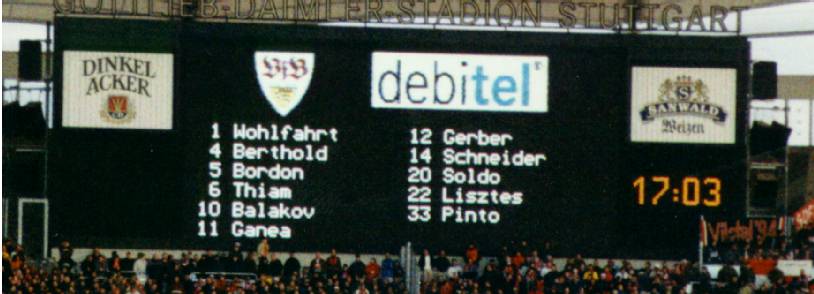 GOTTLIEB-DAIMLER-STADION STUTTGART
DINKEL
ACKER
VfB
debitel
S
SANWALD
Weizen
1 Wohlfahrt
4 Berthold
5 Bordon
6 Thiam
10 Balakov
11 Ganea
12 Gerber
14 Schneider
20 Soldo
22 Lisztes
33 Pinto
17:03